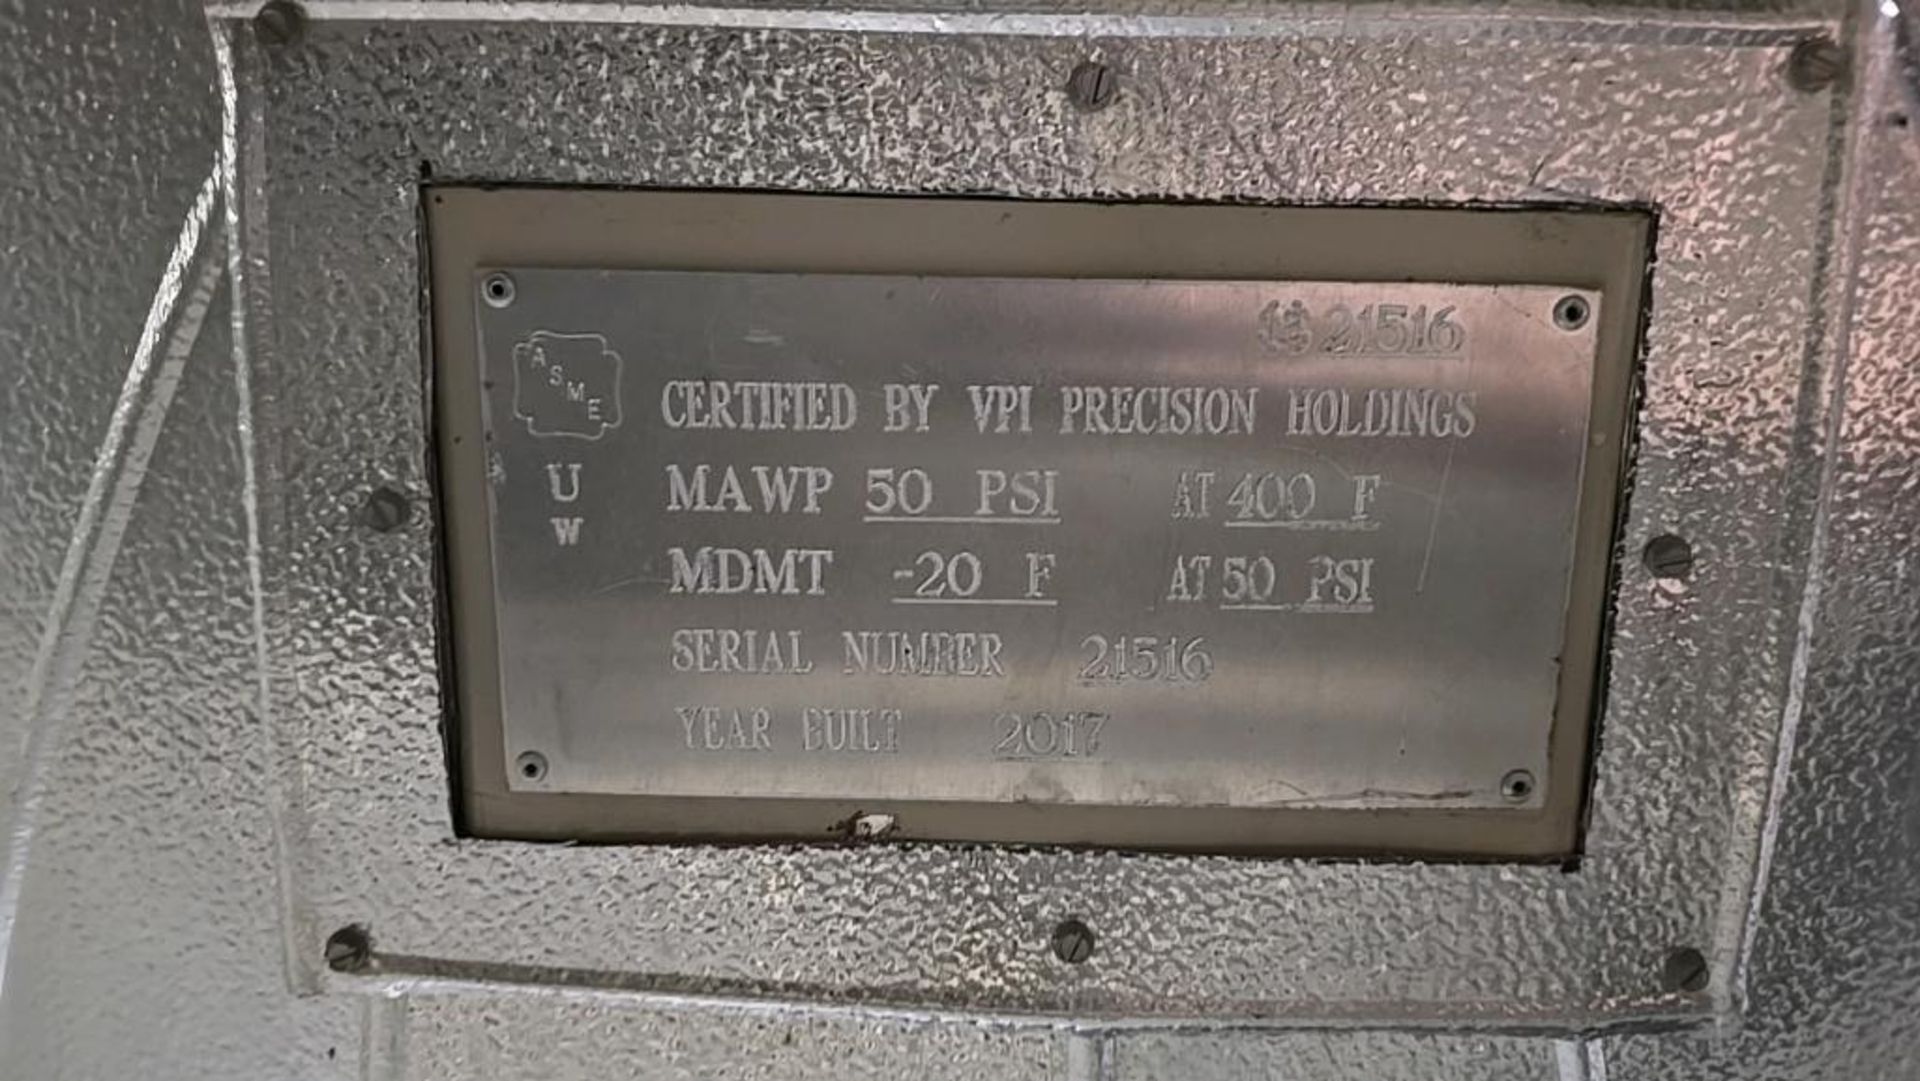 21516
ASME
CERTIFIED BY VPI PRECISION HOLDINGS
U
W
MAWP 50 PSI AT 400 F
MDMT -20 F AT 50 PSI
SERIAL NUMBER 21516
YEAR BUILT 2017